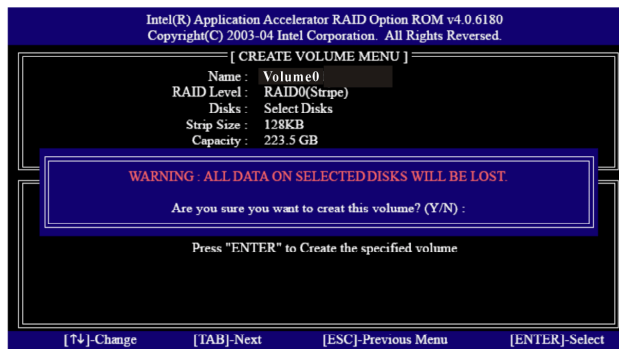 Intel(R) Application Accelerator RAID Option ROM v4.0.6180
Copyright(C) 2003-04 Intel Corporation. All Rights Reversed.
[ CREATE VOLUME MENU ]
Name : Volume0
RAID Level : RAID0(Stripe)
Disks : Select Disks
Strip Size : 128KB
Capacity : 223.5 GB
WARNING : ALL DATA ON SELECTED DISKS WILL BE LOST.
Are you sure you want to creat this volume? (Y/N) :
Press "ENTER" to Create the specified volume
[↑↓]-Change [TAB]-Next [ESC]-Previous Menu [ENTER]-Select